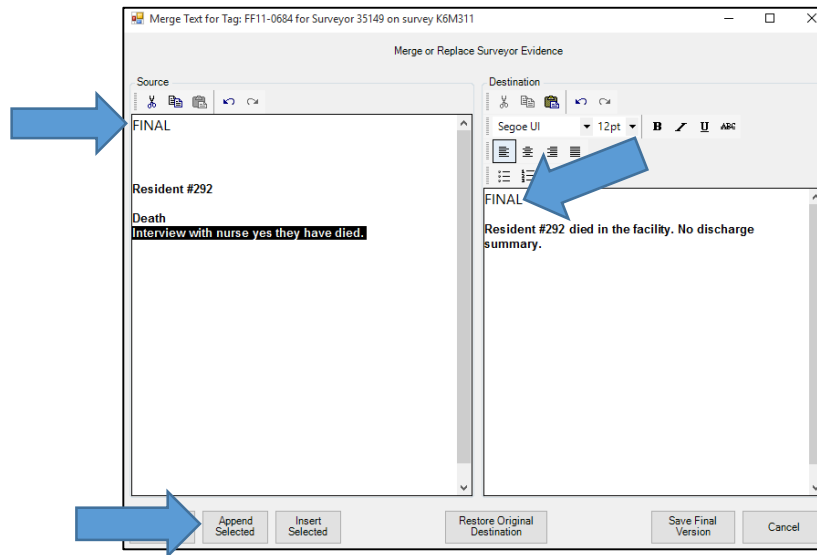 Merge Text for Tag: FF11-0684 for Surveyor 35149 on survey K6M311
Merge or Replace Surveyor Evidence
Source
FINAL
Resident #292
Death
Interview with nurse yes they have died.
Destination
Segoe UI 12pt B I U ABC
FINAL
Resident #292 died in the facility. No discharge
summary.
Append
Selected
Insert
Selected
Restore Original
Destination
Save Final
Version
Cancel